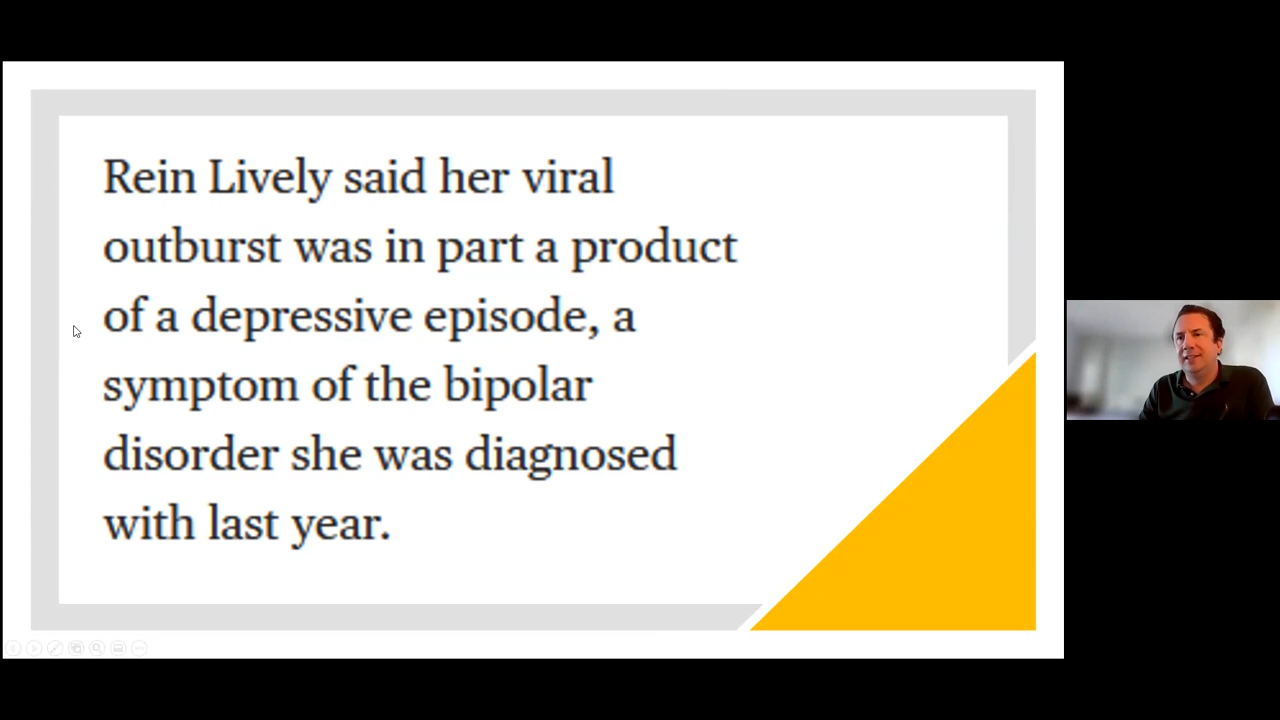 Rein Lively said her viral
outburst was in part a product
of a depressive episode, a
symptom of the bipolar
disorder she was diagnosed
with last year.